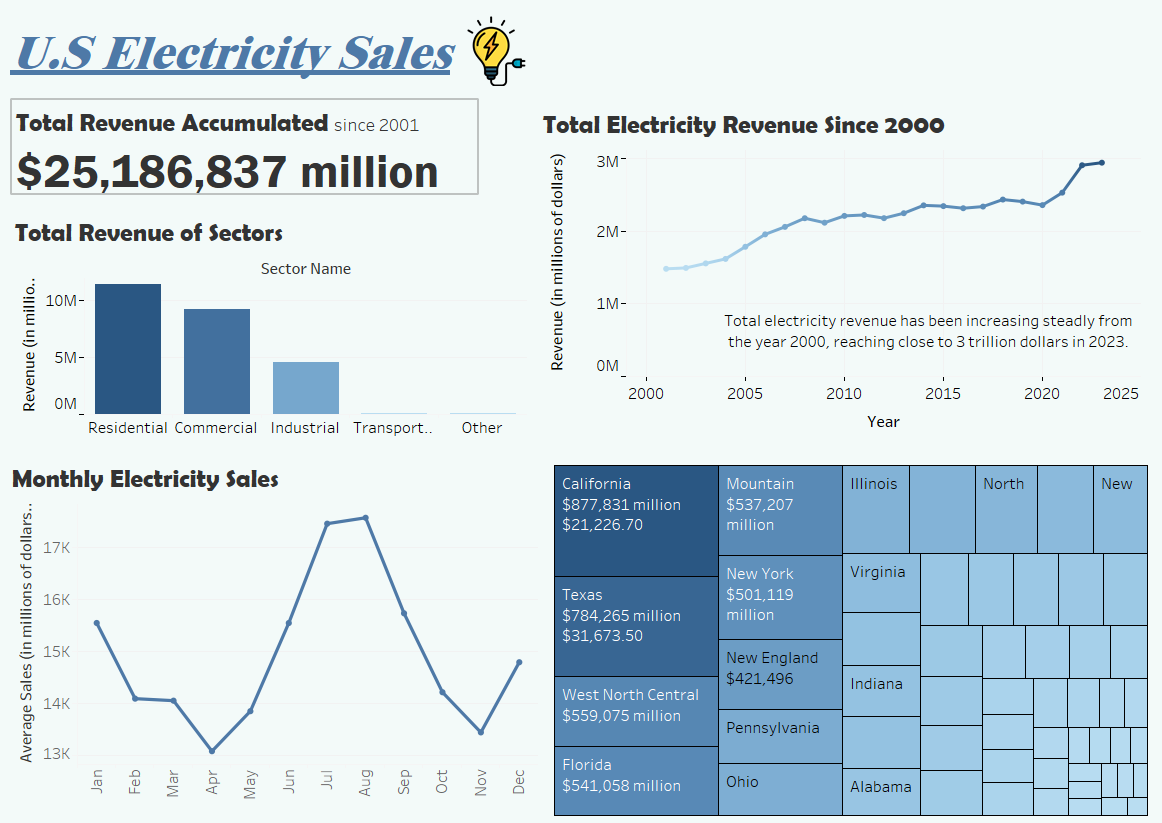 U.S Electricity Sales
Total Revenue Accumulated since 2001
$25,186,837 million
Total Revenue of Sectors
Sector Name
Revenue (in millio..
10M
5M
0M
Residential Commercial Industrial Transport.. Other
Total Electricity Revenue Since 2000
Revenue (in millions of dollars)
3M
2M
1M
0M
Total electricity revenue has been increasing steadly from
the year 2000, reaching close to 3 trillion dollars in 2023.
2000 2005 2010 2015 2020 2025
Year
Monthly Electricity Sales
Average Sales (in millions of dollars..
17K
16K
15K
14K
13K
Jan Feb Mar Apr May Jun Jul Aug Sep Oct Nov Dec
California
$877,831 million
$21,226.70
Texas
$784,265 million
$31,673.50
West North Central
$559,075 million
Florida
$541,058 million
Mountain
$537,207
million
New York
$501,119
million
New England
$421,496
Pennsylvania
Ohio
Illinois
North
New
Virginia
Indiana
Alabama